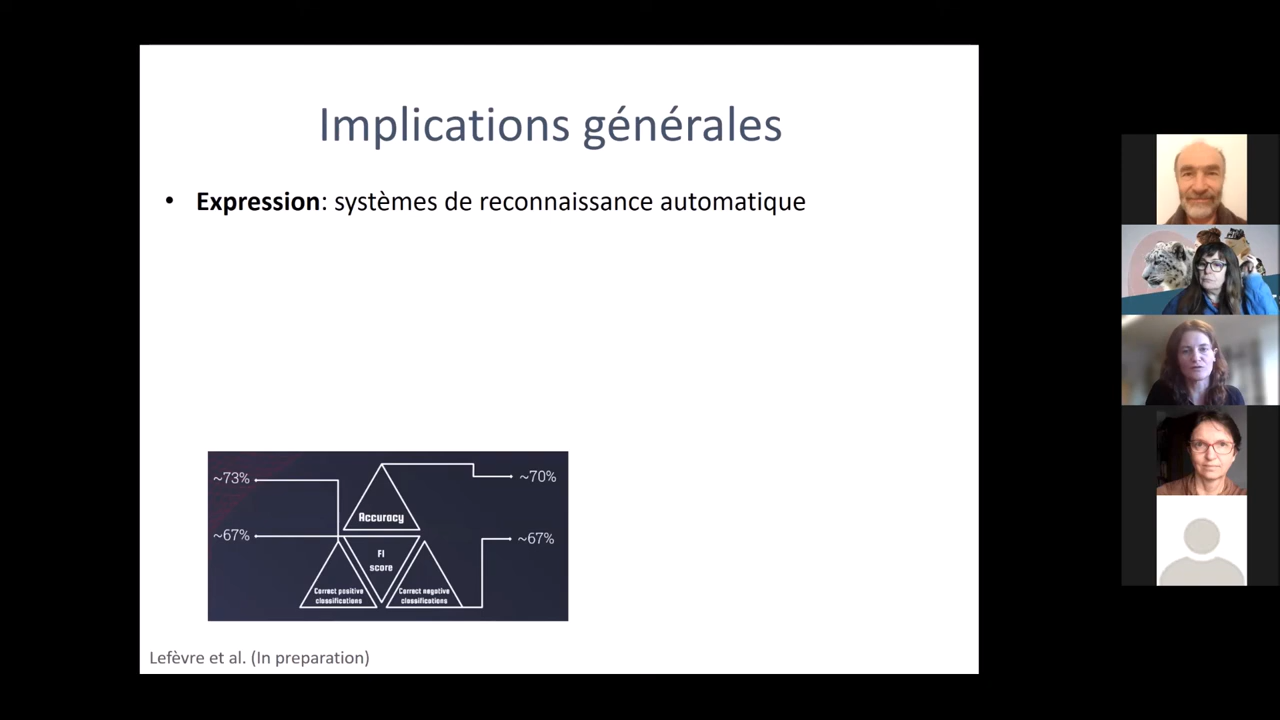 Implications générales
• Expression: systèmes de reconnaissance automatique
~73%
~70%
Accuracy
~67%
~67%
F1
score
Correct positive
classifications
Correct negative
classifications
Lefèvre et al. (In preparation)